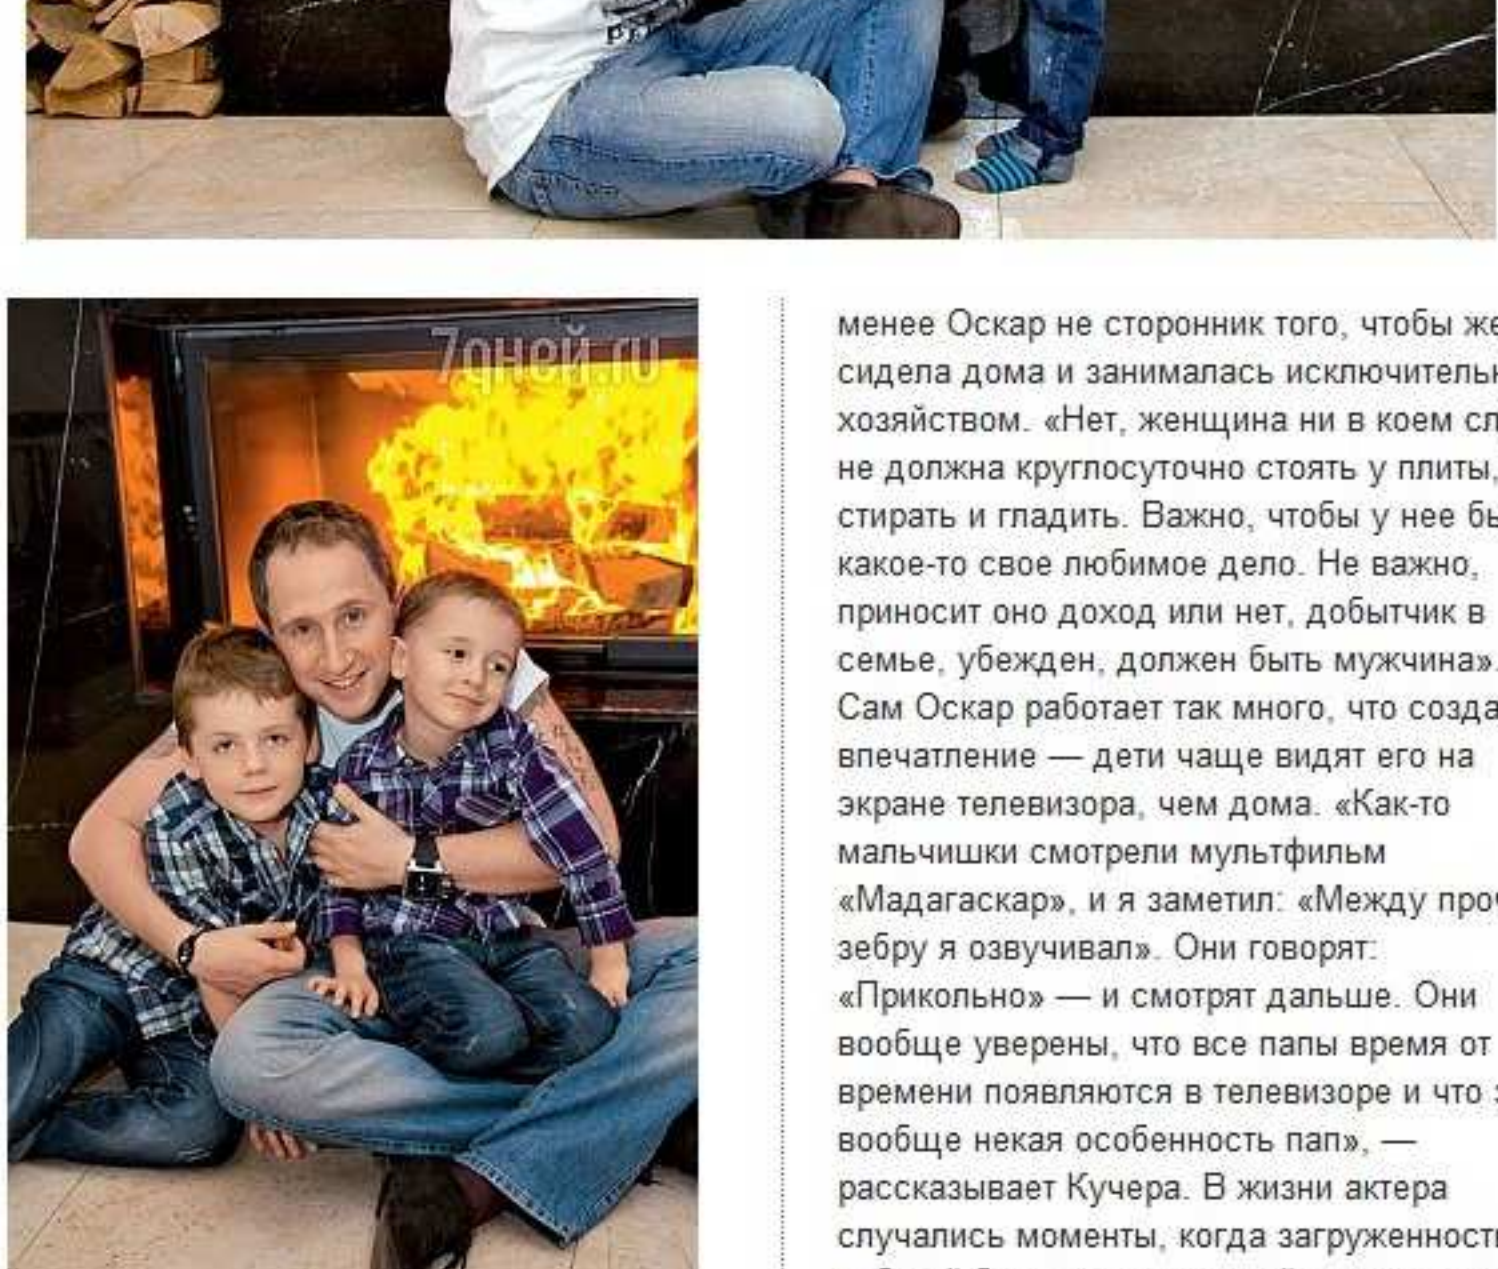 7дней.ru
менее Оскар не сторонник того, чтобы же
сидела дома и занималась исключительн
хозяйством. «Нет, женщина ни в коем сл
не должна круглосуточно стоять у плиты,
стирать и гладить. Важно, чтобы у нее бы
какое-то свое любимое дело. Не важно,
приносит оно доход или нет, добытчик в
семье, убежден, должен быть мужчина».
Сам Оскар работает так много, что созда
впечатление — дети чаще видят его на
экране телевизора, чем дома. «Как-то
мальчишки смотрели мультфильм
«Мадагаскар», и я заметил: «Между проч
зебру я озвучивал». Они говорят:
«Прикольно» — и смотрят дальше. Они
вообще уверены, что все папы время от
времени появляются в телевизоре и что э
вообще некая особенность пап», —
рассказывает Кучера. В жизни актера
случались моменты, когда загруженность